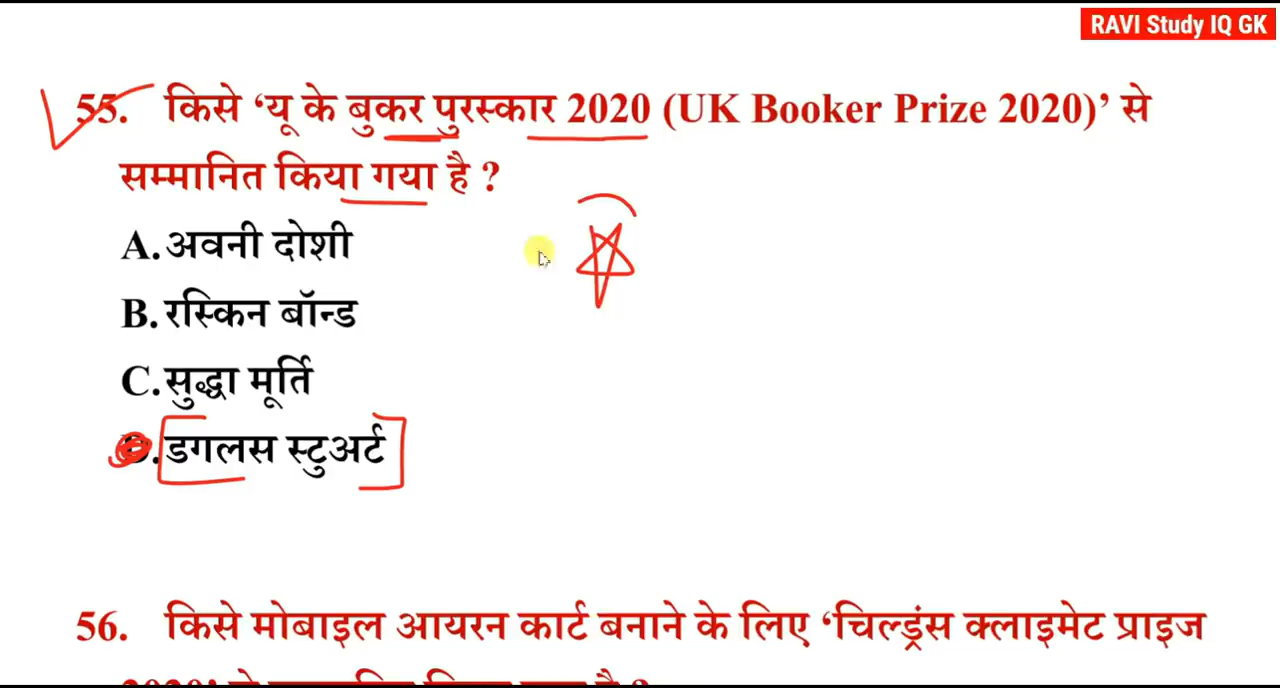 RAVI Study IQ GK
55. किसे ‘यू के बुकर पुरस्कार 2020 (UK Booker Prize 2020)’ से
सम्मानित किया गया है ?
A.अवनी दोशी
B.रस्किन बॉन्ड
C.सुद्धा मूर्ति
D.डगलस स्टुअर्ट
56. किसे मोबाइल आयरन कार्ट बनाने के लिए ‘चिल्ड्रंस क्लाइमेट प्राइज